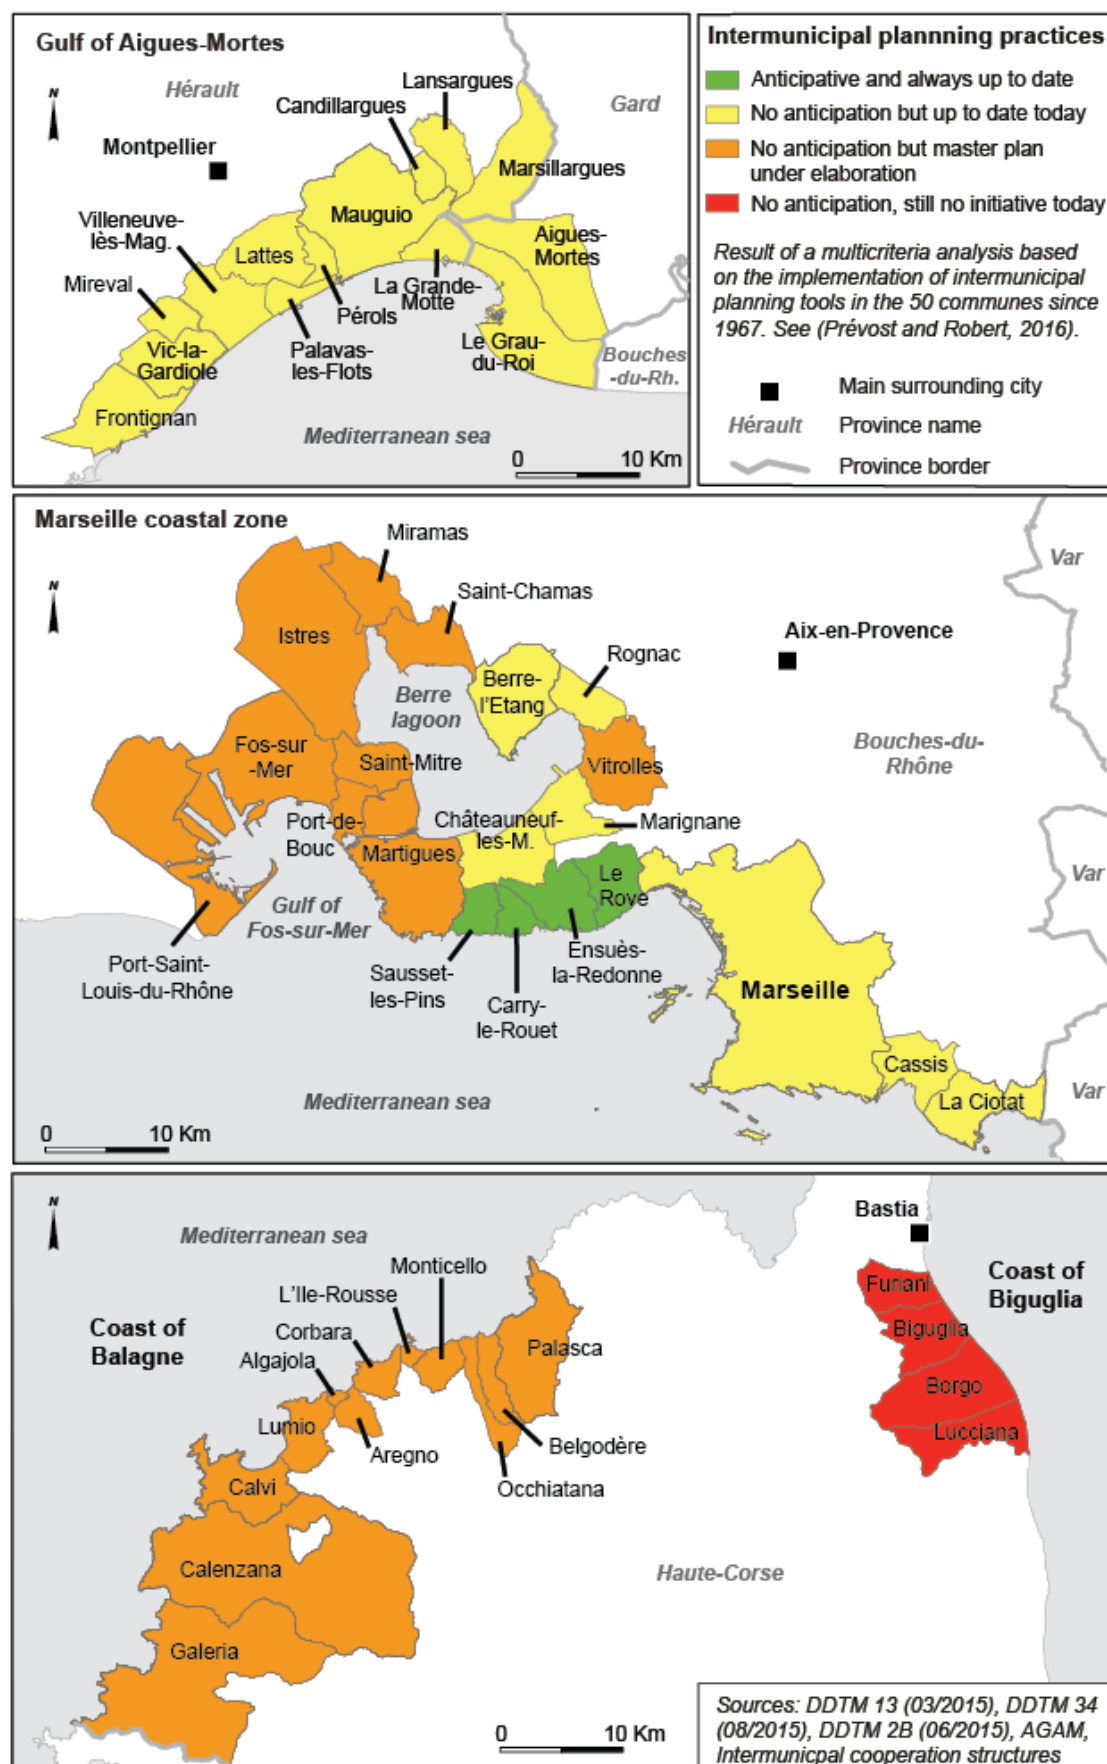 Gulf of Aigues-Mortes
N
Hérault
Gard
Lansargues
Candillargues
Montpellier
Marsillargues
Villeneuve-
lès-Mag.
Mauguio
Lattes
Aigues-
Mortes
Mireval
La Grande-
Motte
Pérols
Vic-la-
Gardiole
Palavas-
les-Flots
Le Grau-
du-Roi
Bouches
-du-Rh.
Frontignan
Mediterranean sea
0 10 Km
Intermunicipal plannning practices
Anticipative and always up to date
No anticipation but up to date today
No anticipation but master plan
under elaboration
No anticipation, still no initiative today
Result of a multicriteria analysis based
on the implementation of intermunicipal
planning tools in the 50 communes since
1967. See (Prévost and Robert, 2016).
Main surrounding city
Hérault Province name
Province border
Marseille coastal zone
N
Miramas
Var
Saint-Chamas
Istres
Aix-en-Provence
Rognac
Berre-
l'Etang
Berre
lagoon
Fos-sur
-Mer
Saint-Mitre
Vitrolles
Bouches-du-
Rhône
Port-de-
Bouc
Châteauneuf-
les-M.
Marignane
Martigues
Le
Rove
Var
Gulf of
Fos-sur-Mer
Port-Saint-
Louis-du-Rhône
Sausset-
les-Pins
Ensuès-
la-Redonne
Carry-
le-Rouet
Marseille
Cassis
La Ciotat
Var
Mediterranean sea
0 10 Km
N
Mediterranean sea
Bastia
Monticello
L'Ile-Rousse
Furiani
Coast of
Biguglia
Coast of
Balagne
Corbara
Biguglia
Algajola
Palasca
Borgo
Lumio
Lucciana
Aregno
Belgodère
Occhiatana
Calvi
Calenzana
Haute-Corse
Galeria
0 10 Km
Sources: DDTM 13 (03/2015), DDTM 34
(08/2015), DDTM 2B (06/2015), AGAM,
Intermunicpal cooperation structures